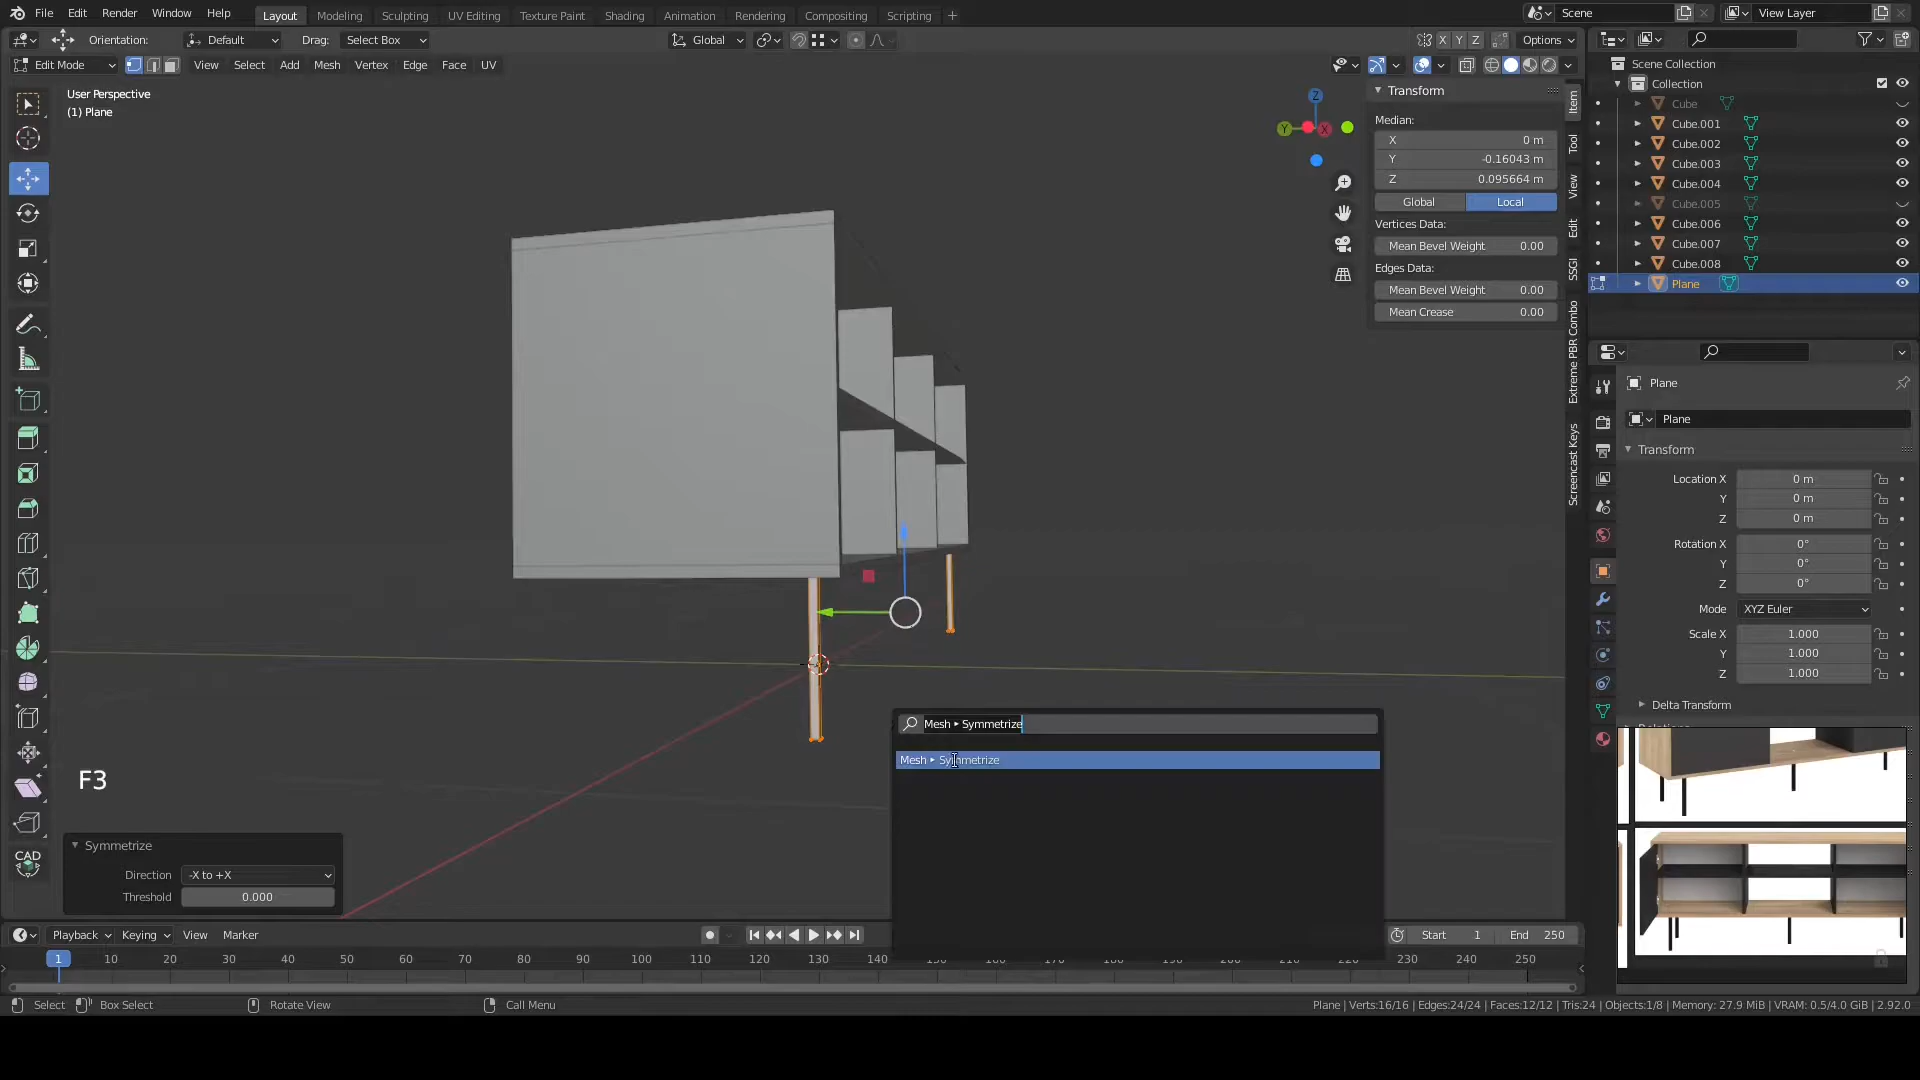 File Edit Render Window Help Layout Modeling Sculpting UV Editing Texture Paint Shading Animation Rendering Compositing Scripting + Scene View Layer
Orientation: Default Drag: Select Box Global X Y Z Options
Edit Mode View Select Add Mesh Vertex Edge Face UV
User Perspective
(1) Plane
Z
Y
X
Transform
Median:
X 0 m
Y -0.16043 m
Z 0.095664 m
Global Local
Vertices Data:
Mean Bevel Weight 0.00
Edges Data:
Mean Bevel Weight 0.00
Mean Crease 0.00
Item
Tool
View
Edit
SSGI
Extreme PBR Combo
Screencast Keys
Scene Collection
Collection
Cube
Cube.001
Cube.002
Cube.003
Cube.004
Cube.005
Cube.006
Cube.007
Cube.008
Plane
Plane
Plane
Transform
Location X 0 m
Y 0 m
Z 0 m
Rotation X 0°
Y 0°
Z 0°
Mode XYZ Euler
Scale X 1.000
Y 1.000
Z 1.000
Delta Transform
Mesh ▸ Symmetrize
Mesh ▸ Symmetrize
F3
CAD
Symmetrize
Direction -X to +X
Threshold 0.000
Playback Keying View Marker Start 1 End 250
1 10 20 30 40 50 60 70 80 90 100 110 120 130 140 150 160 170 180 190 200 210 220 230 240 250
Select Box Select Rotate View Call Menu Plane | Verts:16/16 | Edges:24/24 | Faces:12/12 | Tris:24 | Objects:1/8 | Memory: 27.9 MiB | VRAM: 0.5/4.0 GiB | 2.92.0